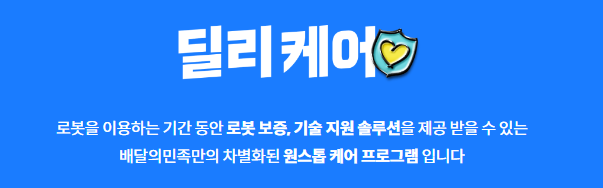 딜리케어
로봇을 이용하는 기간 동안 로봇 보증, 기술 지원 솔루션을 제공 받을 수 있는
배달의민족만의 차별화된 원스톱 케어 프로그램 입니다